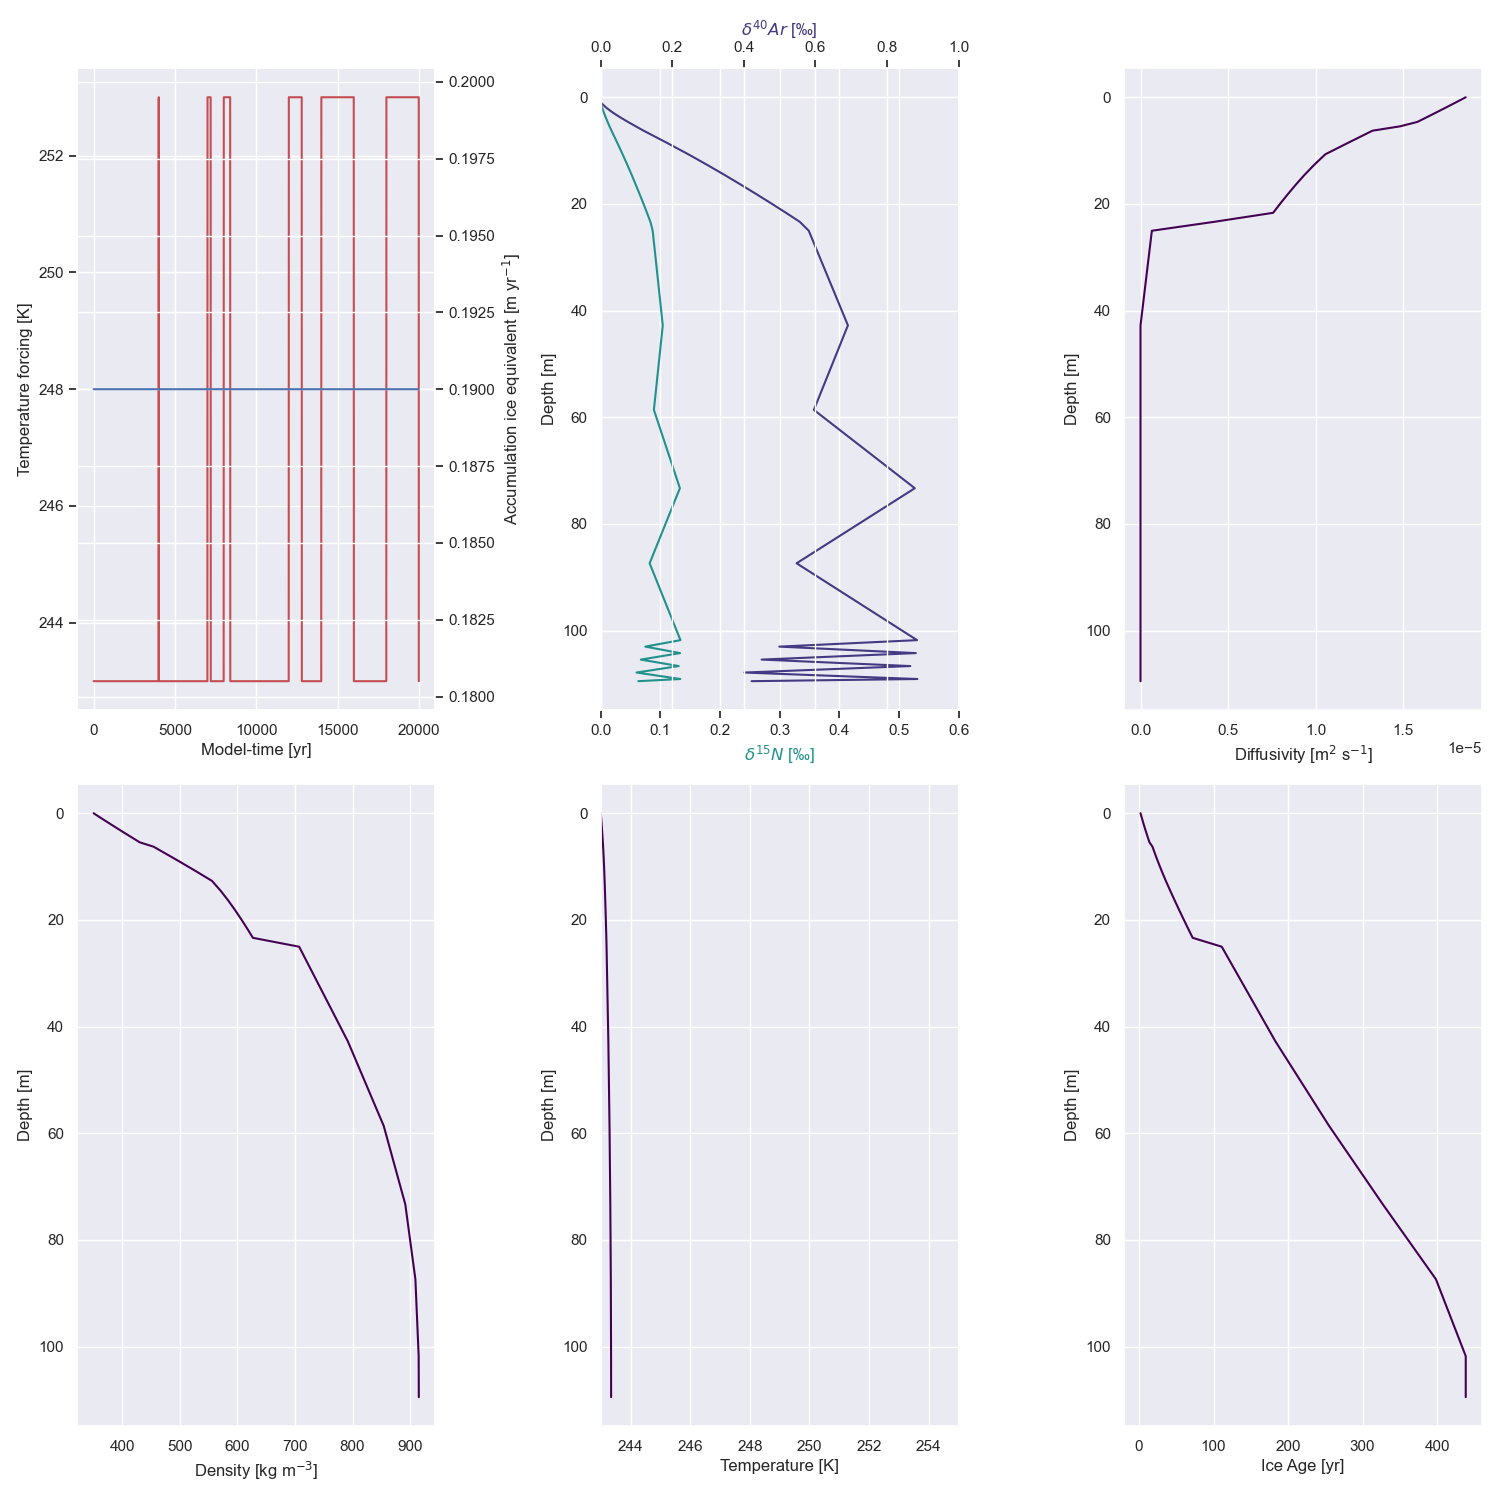 δ⁴⁰Ar [‰]
0.0 0.2 0.4 0.6 0.8 1.0
Temperature forcing [K]
252
250
248
246
244
0.2000
0.1975
0.1950
0.1925
0.1900
0.1875
0.1850
0.1825
0.1800
Accumulation ice equivalent [m yr⁻¹]
0 5000 10000 15000 20000
Model-time [yr]
Depth [m]
0
20
40
60
80
100
0.0 0.1 0.2 0.3 0.4 0.5 0.6
δ¹⁵N [‰]
Depth [m]
0
20
40
60
80
100
0.0 0.5 1.0 1.5
1e−5
Diffusivity [m² s⁻¹]
Depth [m]
0
20
40
60
80
100
400 500 600 700 800 900
Density [kg m⁻³]
Depth [m]
0
20
40
60
80
100
244 246 248 250 252 254
Temperature [K]
Depth [m]
0
20
40
60
80
100
0 100 200 300 400
Ice Age [yr]